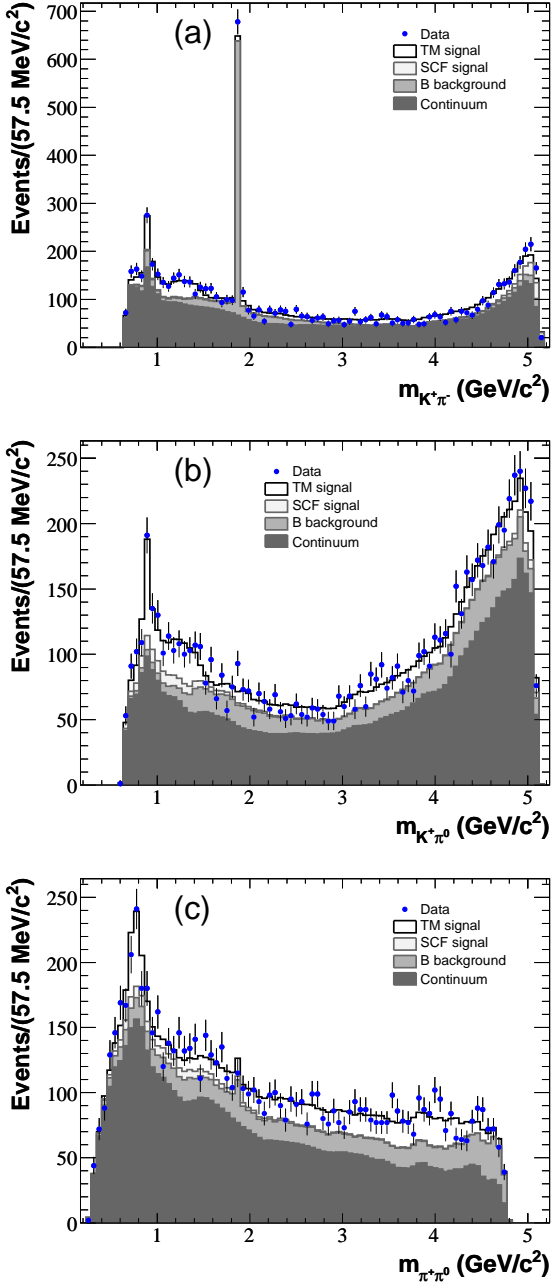 Events/(57.5 MeV/c²)
700
600
500
400
300
200
100
0
(a)
Data
TM signal
SCF signal
B background
Continuum
1 2 3 4 5
m_K⁺π⁻ (GeV/c²)
Events/(57.5 MeV/c²)
250
200
150
100
50
0
(b)
Data
TM signal
SCF signal
B background
Continuum
1 2 3 4 5
m_K⁺π⁰ (GeV/c²)
Events/(57.5 MeV/c²)
250
200
150
100
50
0
(c)
Data
TM signal
SCF signal
B background
Continuum
1 2 3 4 5
m_π⁺π⁰ (GeV/c²)